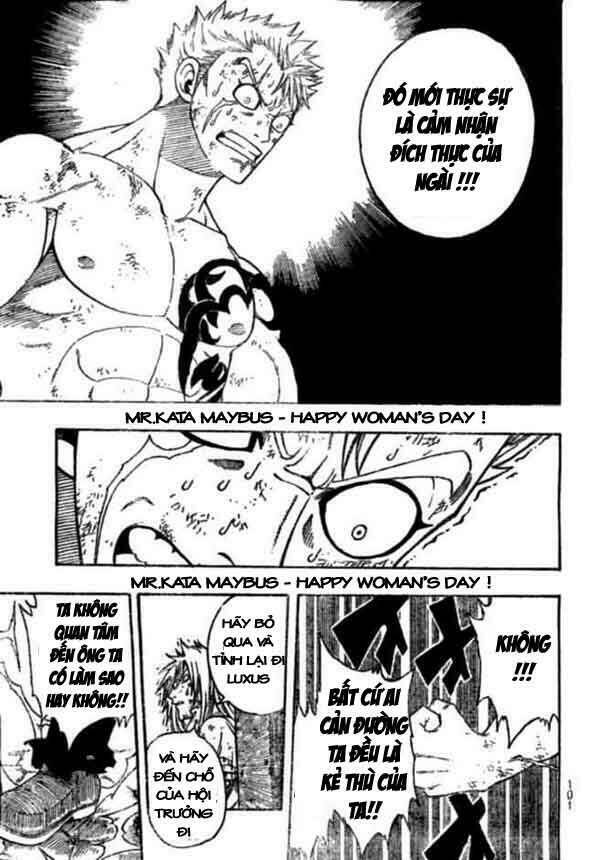 ĐÓ MỚI THỰC SỰ
LÀ CẢM NHẬN
ĐÍCH THỰC CỦA
NGÀI !!!
MR.KATA MAYBUS - HAPPY WOMAN'S DAY !
MR.KATA MAYBUS - HAPPY WOMAN'S DAY !
KHÔNG
!!!
BẤT CỨ AI
CẢN ĐƯỜNG
TA ĐỀU LÀ
KẺ THÙ CỦA
TA!!
HÃY BỎ
QUA VÀ
TỈNH LẠI ĐI
LUXUS
VÀ HÃY
ĐẾN CHỔ
CỦA HỘI
TRƯỞNG
ĐI
TA KHÔNG
QUAN TÂM
ĐẾN ÔNG TA
CÓ LÀM SAO
HAY KHÔNG!!
101